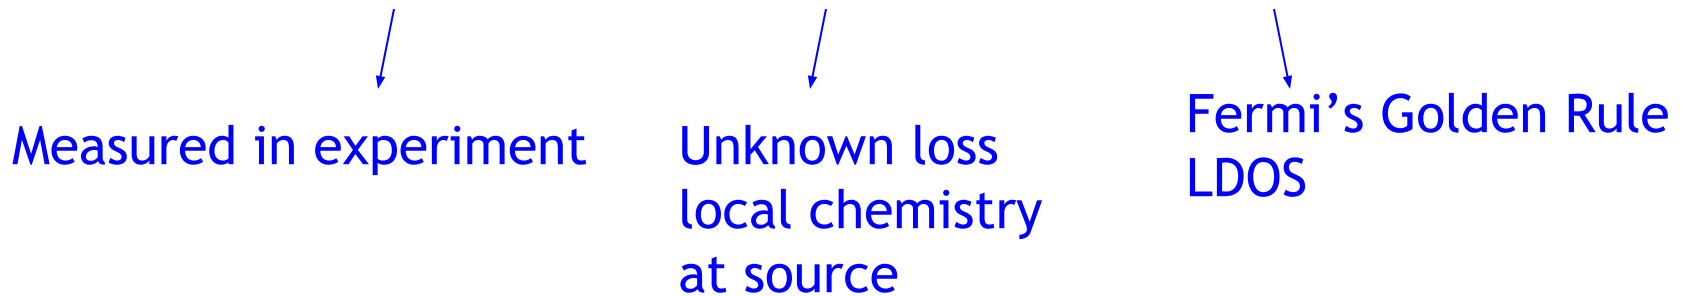 Measured in experiment
Unknown loss
local chemistry
at source
Fermi’s Golden Rule
LDOS